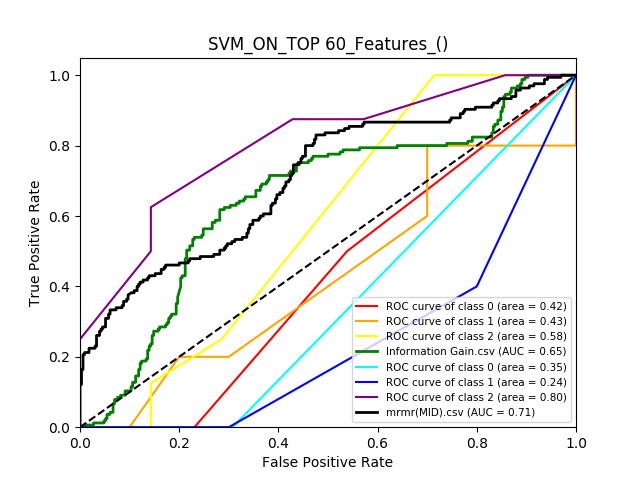 SVM_ON_TOP 60_Features_()
True Positive Rate
1.0
0.8
0.6
0.4
0.2
0.0
ROC curve of class 0 (area = 0.42)
ROC curve of class 1 (area = 0.43)
ROC curve of class 2 (area = 0.58)
Information Gain.csv (AUC = 0.65)
ROC curve of class 0 (area = 0.35)
ROC curve of class 1 (area = 0.24)
ROC curve of class 2 (area = 0.80)
mrmr(MID).csv (AUC = 0.71)
0.0 0.2 0.4 0.6 0.8 1.0
False Positive Rate